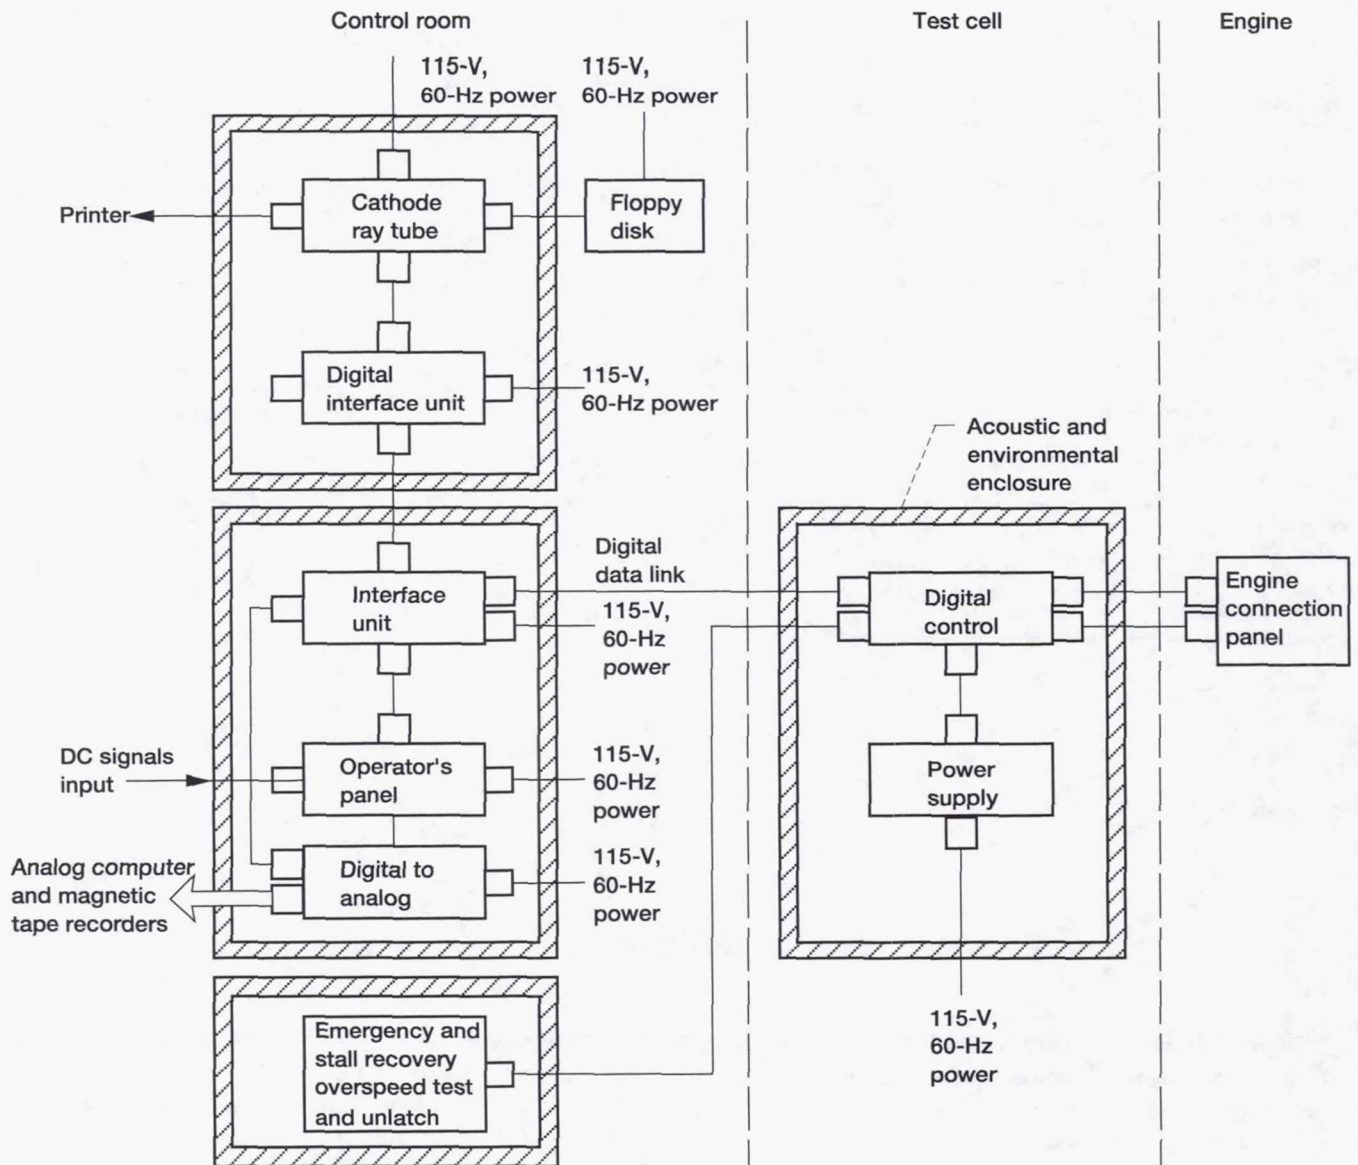 Control room
Test cell
Engine
115-V,
60-Hz power
115-V,
60-Hz power
Printer
Cathode
ray tube
Floppy
disk
Digital
interface unit
115-V,
60-Hz power
Acoustic and
environmental
enclosure
Digital
data link
Interface
unit
115-V,
60-Hz
power
Digital
control
Engine
connection
panel
DC signals
input
Operator's
panel
115-V,
60-Hz
power
Power
supply
Analog computer
and magnetic
tape recorders
Digital to
analog
115-V,
60-Hz
power
115-V,
60-Hz
power
Emergency and
stall recovery
overspeed test
and unlatch